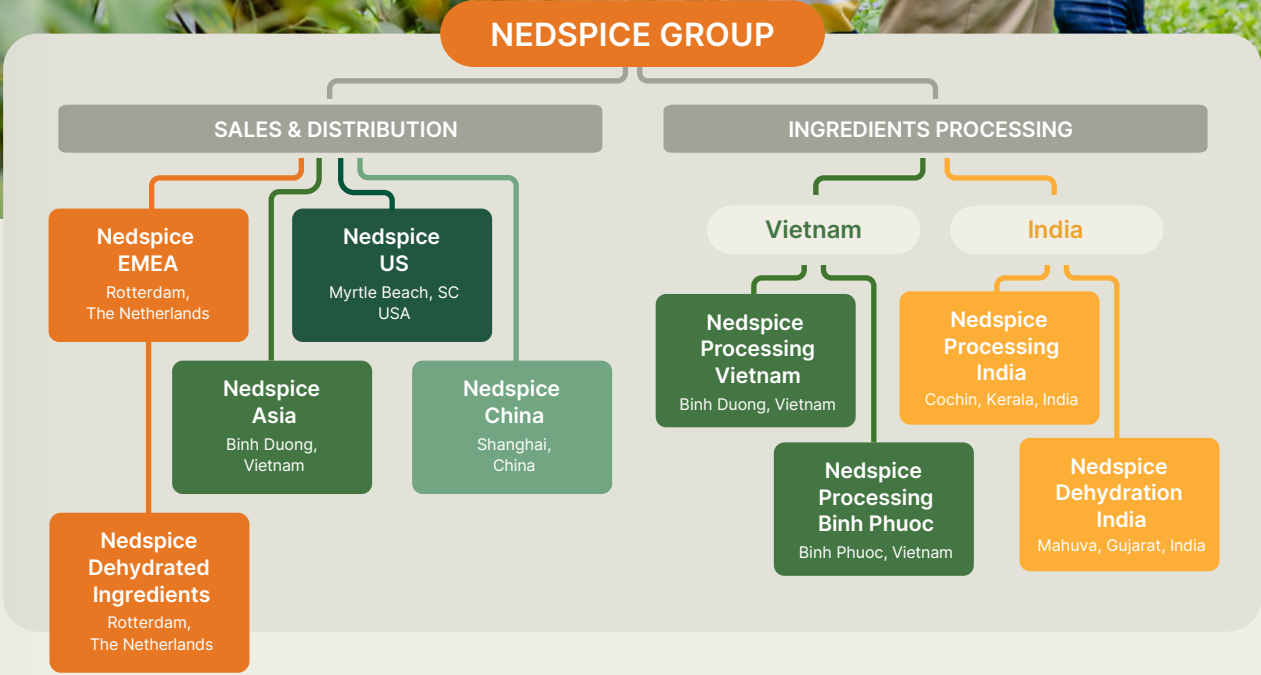 NEDSPICE GROUP
SALES & DISTRIBUTION
Nedspice
EMEA
Rotterdam,
The Netherlands
Nedspice
US
Myrtle Beach, SC
USA
Nedspice
Asia
Binh Duong,
Vietnam
Nedspice
China
Shanghai,
China
Nedspice
Dehydrated
Ingredients
Rotterdam,
The Netherlands
INGREDIENTS PROCESSING
Vietnam
Nedspice
Processing
Vietnam
Binh Duong, Vietnam
Nedspice
Processing
Binh Phuoc
Binh Phuoc, Vietnam
India
Nedspice
Processing
India
Cochin, Kerala, India
Nedspice
Dehydration
India
Mahuva, Gujarat, India